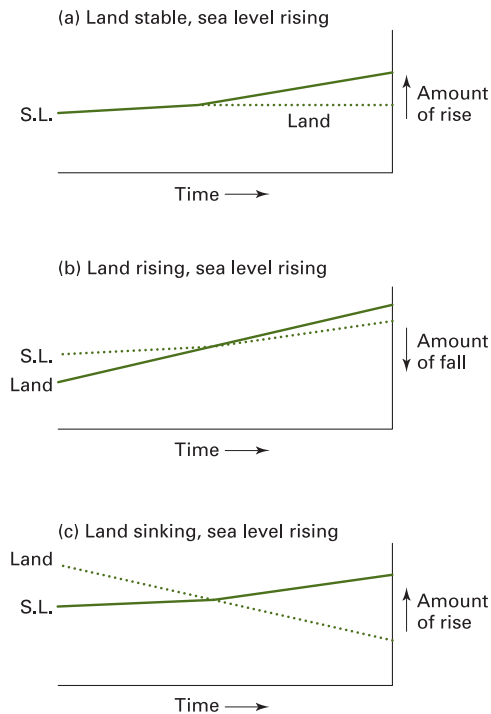 (a) Land stable, sea level rising
S.L.
Land
Amount
of rise
Time
(b) Land rising, sea level rising
S.L.
Land
Amount
of fall
Time
(c) Land sinking, sea level rising
Land
S.L.
Amount
of rise
Time